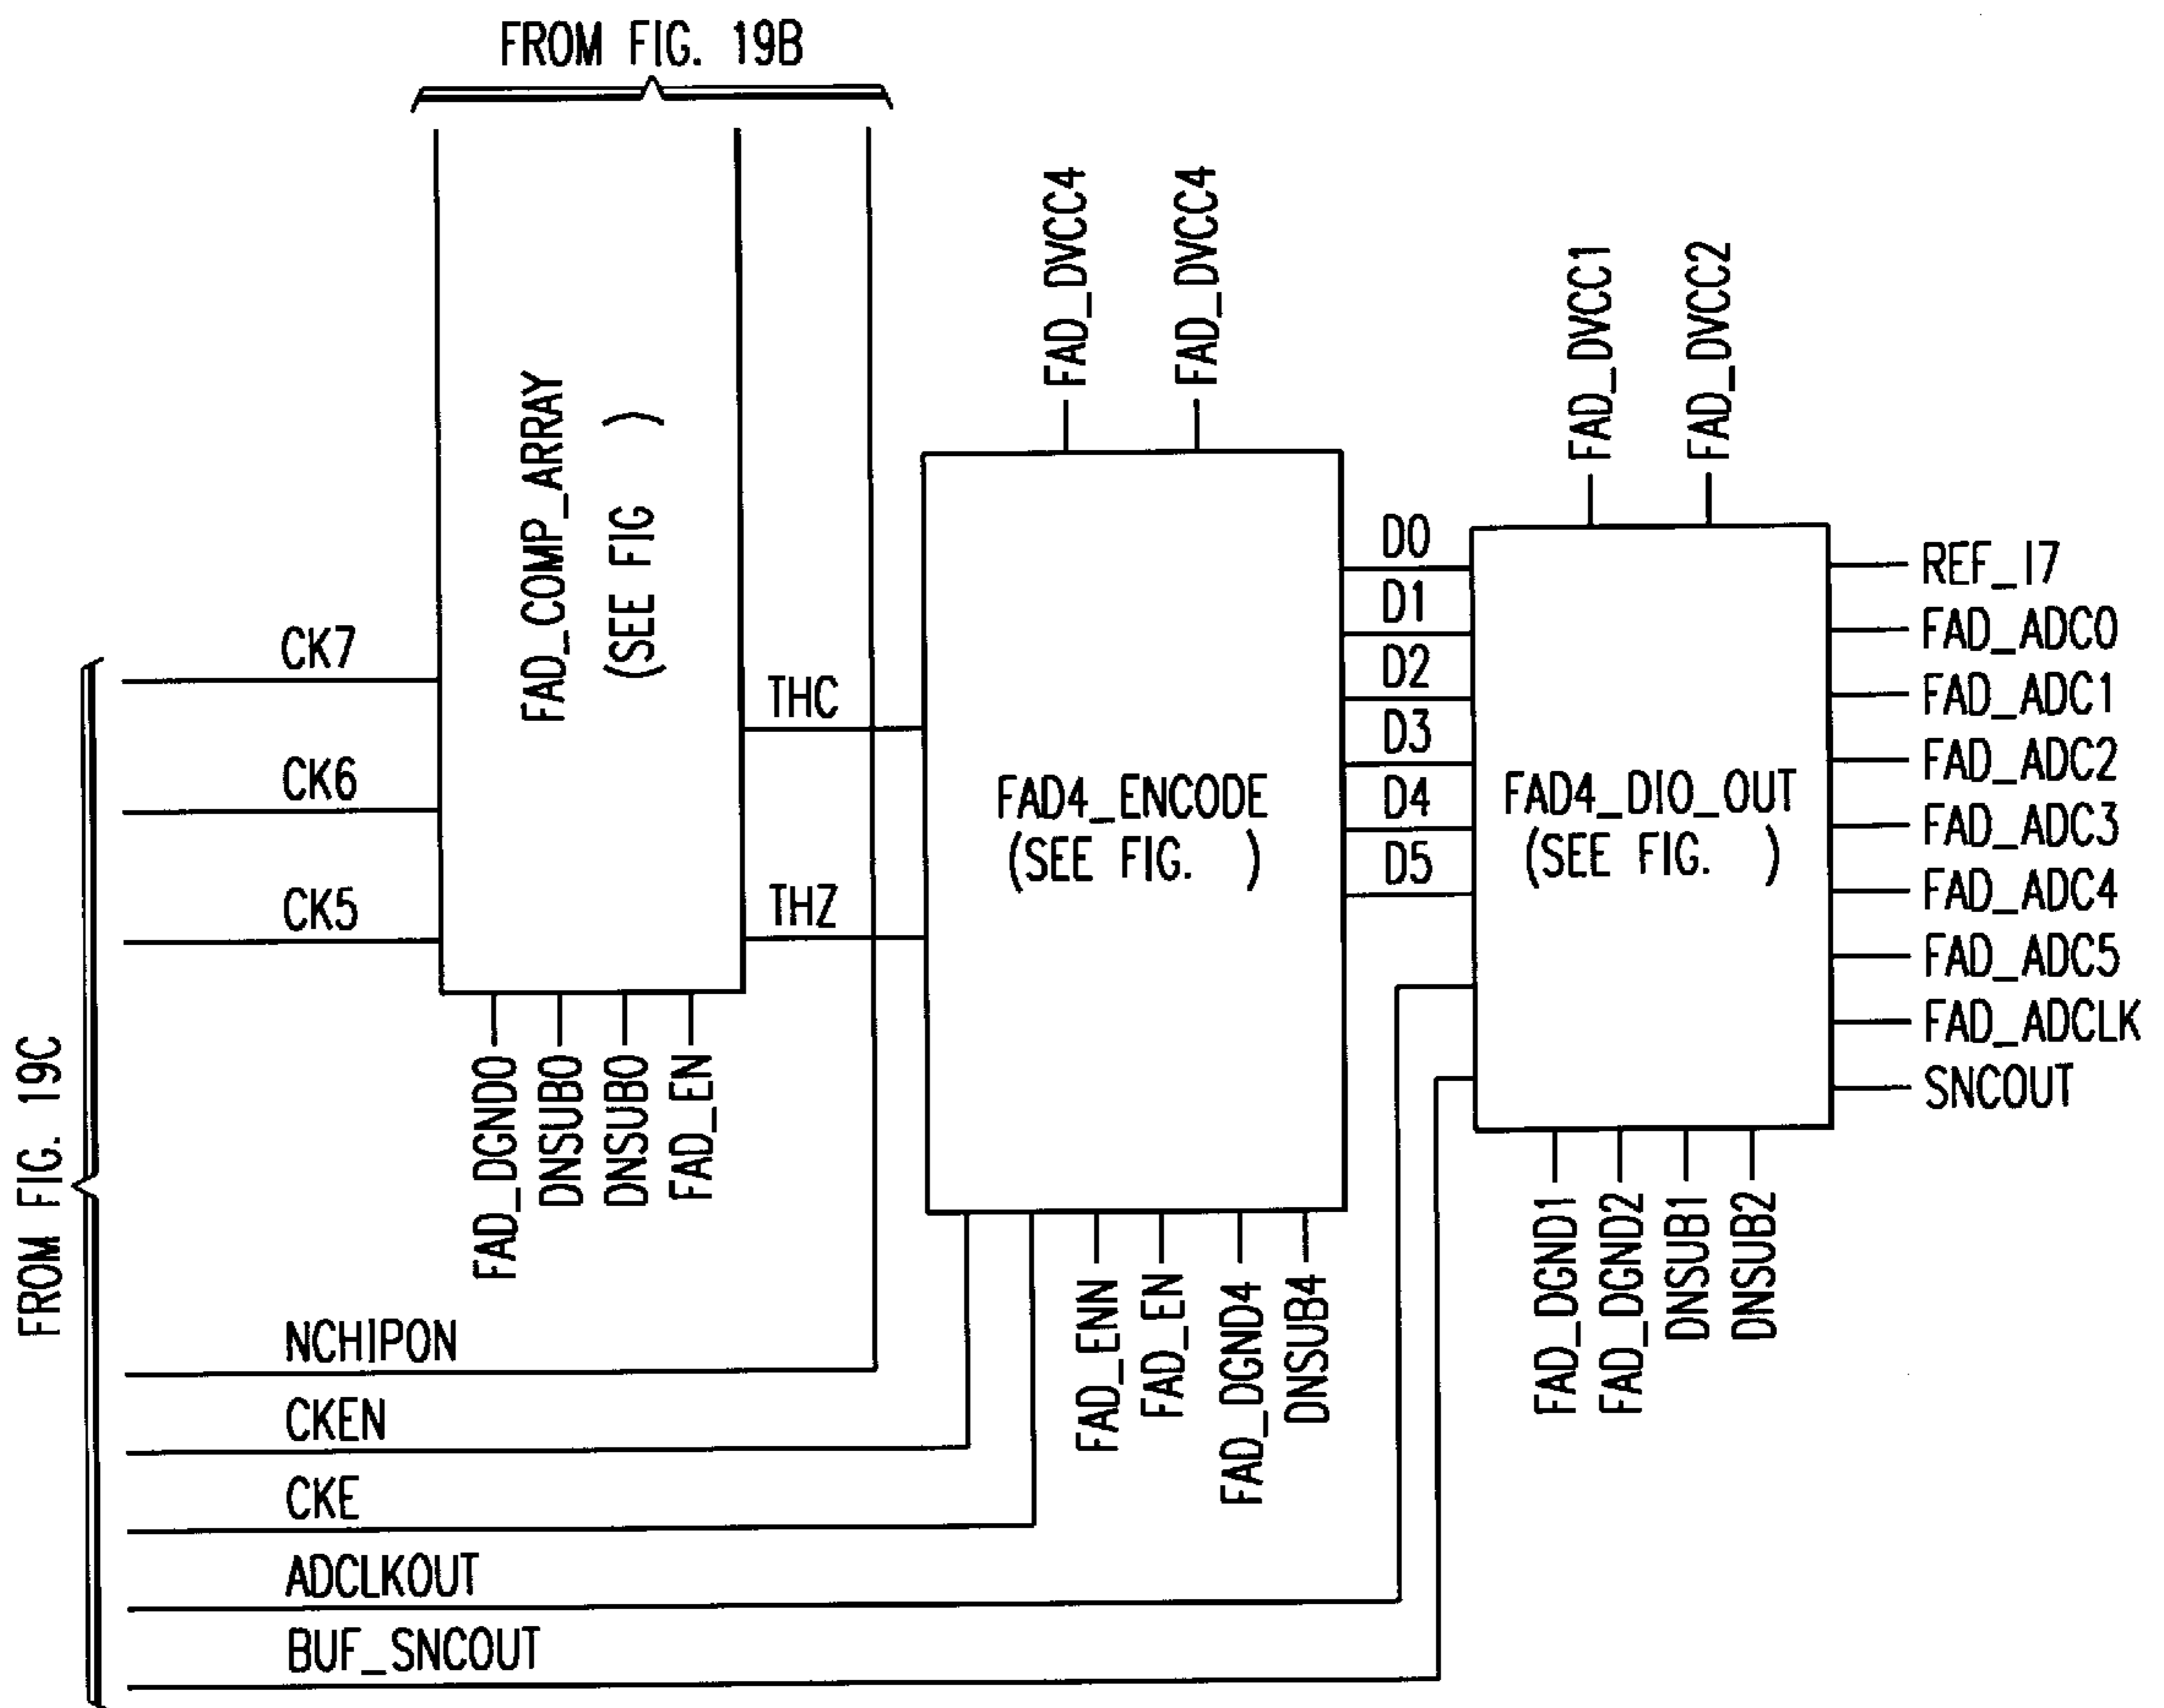 FROM FIG. 19B
FAD_COMP_ARRAY
(SEE FIG )
CK7
CK6
CK5
THC
THZ
FAD_DGND0
DNSUB0
DNSUB0
FAD_EN
FROM FIG. 19C
NCHIPON
CKEN
CKE
ADCLKOUT
BUF_SNCOUT
FAD_DVCC4
FAD_DVCC4
FAD4_ENCODE
(SEE FIG. )
FAD_ENN
FAD_EN
FAD_DGND4
DNSUB4
D0
D1
D2
D3
D4
D5
FAD_DVCC1
FAD_DVCC2
FAD4_DIO_OUT
(SEE FIG. )
FAD_DGND1
FAD_DGND2
DNSUB1
DNSUB2
REF_I7
FAD_ADC0
FAD_ADC1
FAD_ADC2
FAD_ADC3
FAD_ADC4
FAD_ADC5
FAD_ADCLK
SNCOUT